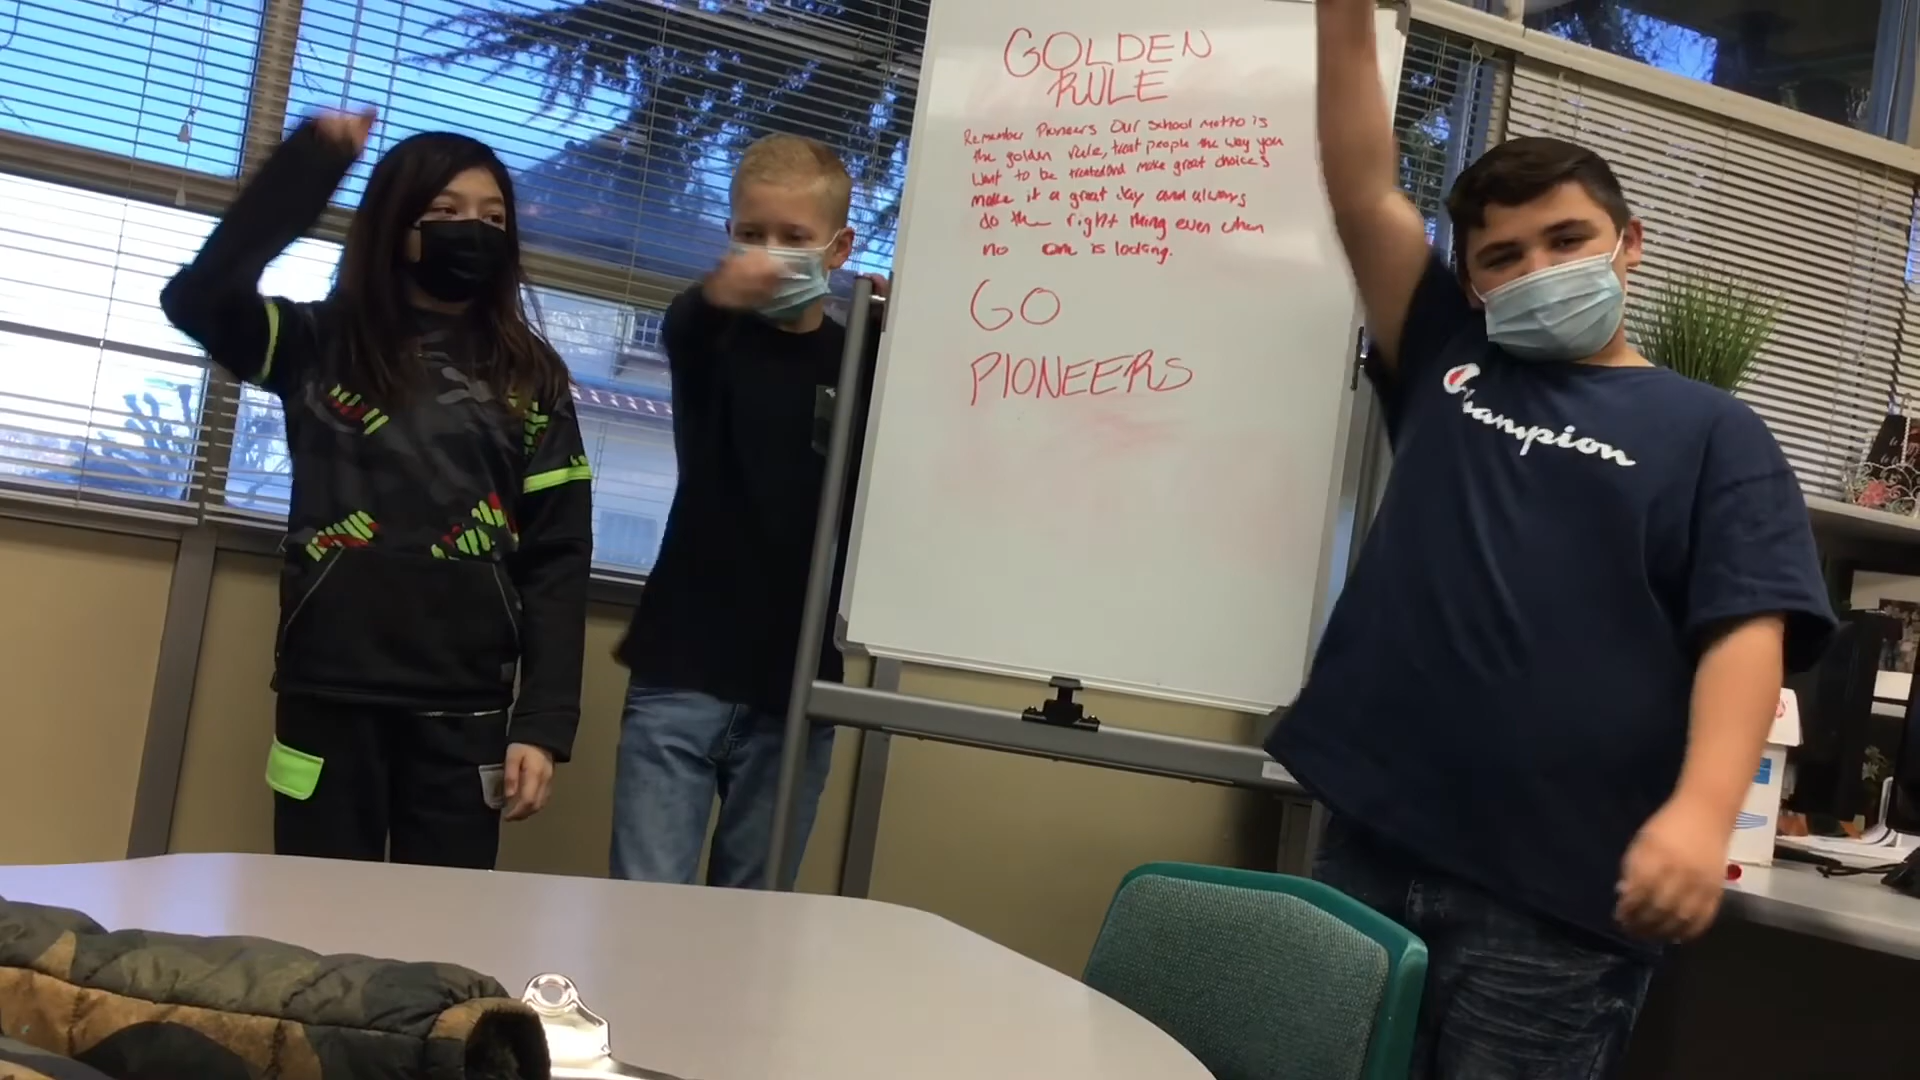 GOLDEN
RULE
Remember Pioneers Our School Motto is
the golden rule, treat people the way you
want to be treated and make great choices
make it a great day and always
do the right thing even when
no one is looking.
GO
PIONEERS
Champion